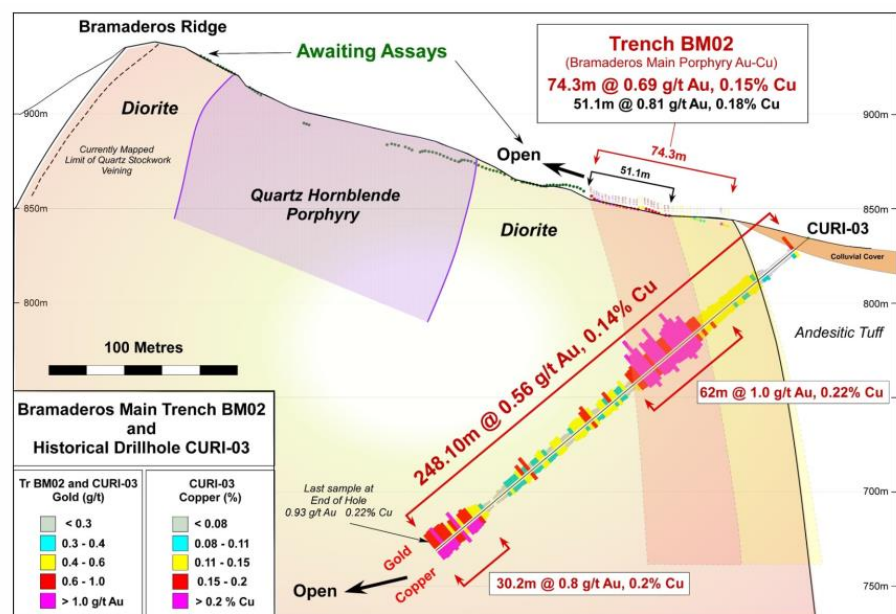 Bramaderos Ridge
Awaiting Assays
Trench BM02
(Bramaderos Main Porphyry Au-Cu)
74.3m @ 0.69 g/t Au, 0.15% Cu
51.1m @ 0.81 g/t Au, 0.18% Cu
900m
Diorite
Currently Mapped
Limit of Quartz Stockwork
Veining
Open
74.3m
51.1m
900m
850m
Quartz Hornblende
Porphyry
Diorite
CURI-03
850m
Colluvial Cover
800m
800m
Andesitic Tuff
100 Metres
248.10m @ 0.56 g/t Au, 0.14% Cu
62m @ 1.0 g/t Au, 0.22% Cu
Bramaderos Main Trench BM02
and
Historical Drillhole CURI-03
Tr BM02 and CURI-03
Gold (g/t)
< 0.3
0.3 - 0.4
0.4 - 0.6
0.6 - 1.0
> 1.0 g/t Au
CURI-03
Copper (%)
< 0.08
0.08 - 0.11
0.11 - 0.15
0.15 - 0.2
> 0.2 % Cu
Last sample at
End of Hole
0.93 g/t Au 0.22% Cu
700m
Gold
Copper
Open
30.2m @ 0.8 g/t Au, 0.2% Cu
750m